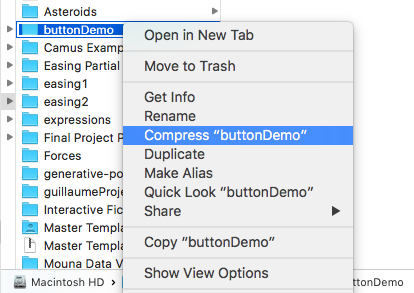 Asteroids
buttonDemo
Camus Examp
Easing Partial
easing1
easing2
expressions
Final Project P
Forces
generative-po
guillaumeProje
Interactive Fic
Master Templa
Master Templa
Mouna Data V
Open in New Tab
Move to Trash
Get Info
Rename
Compress “buttonDemo”
Duplicate
Make Alias
Quick Look “buttonDemo”
Share
Copy “buttonDemo”
Show View Options
Macintosh HD
ttonDemo